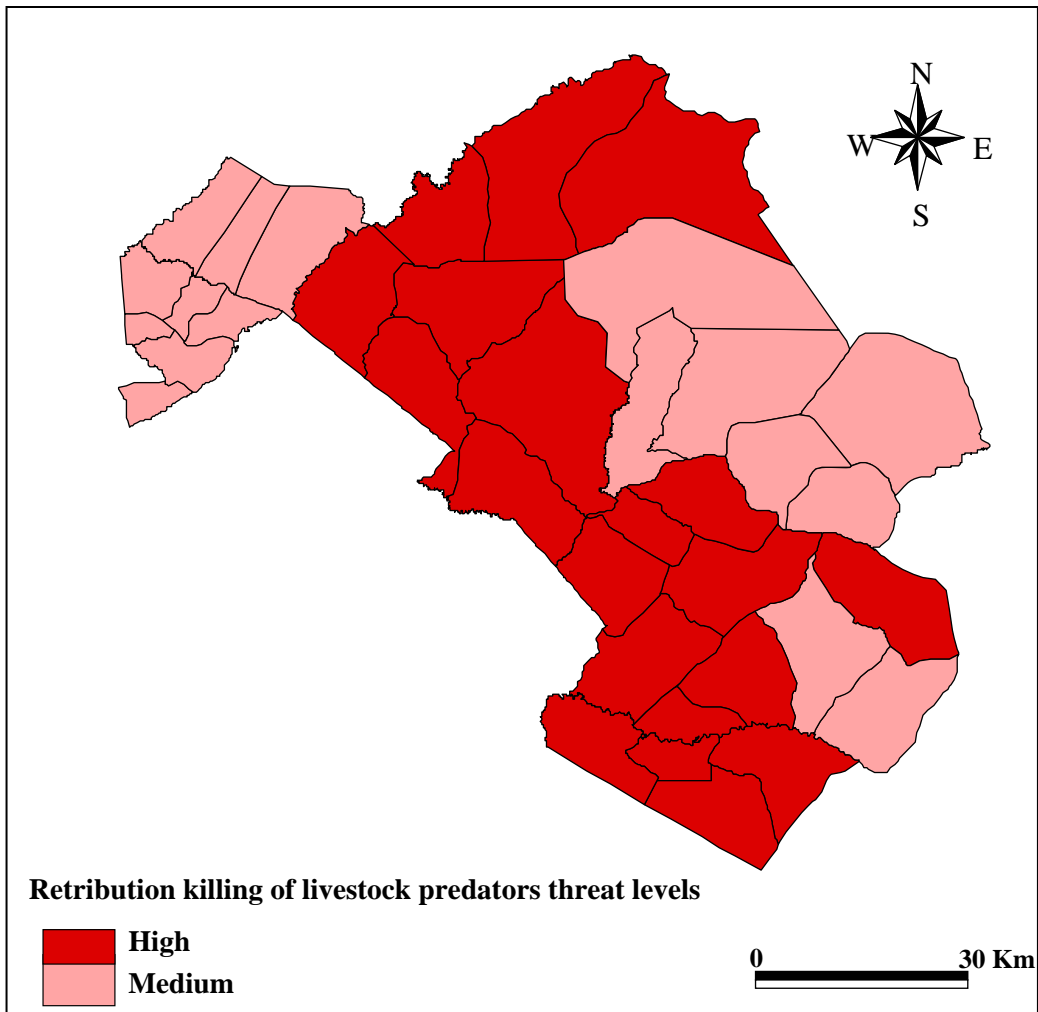 N
W E
S
Retribution killing of livestock predators threat levels
High
Medium
0 30 Km